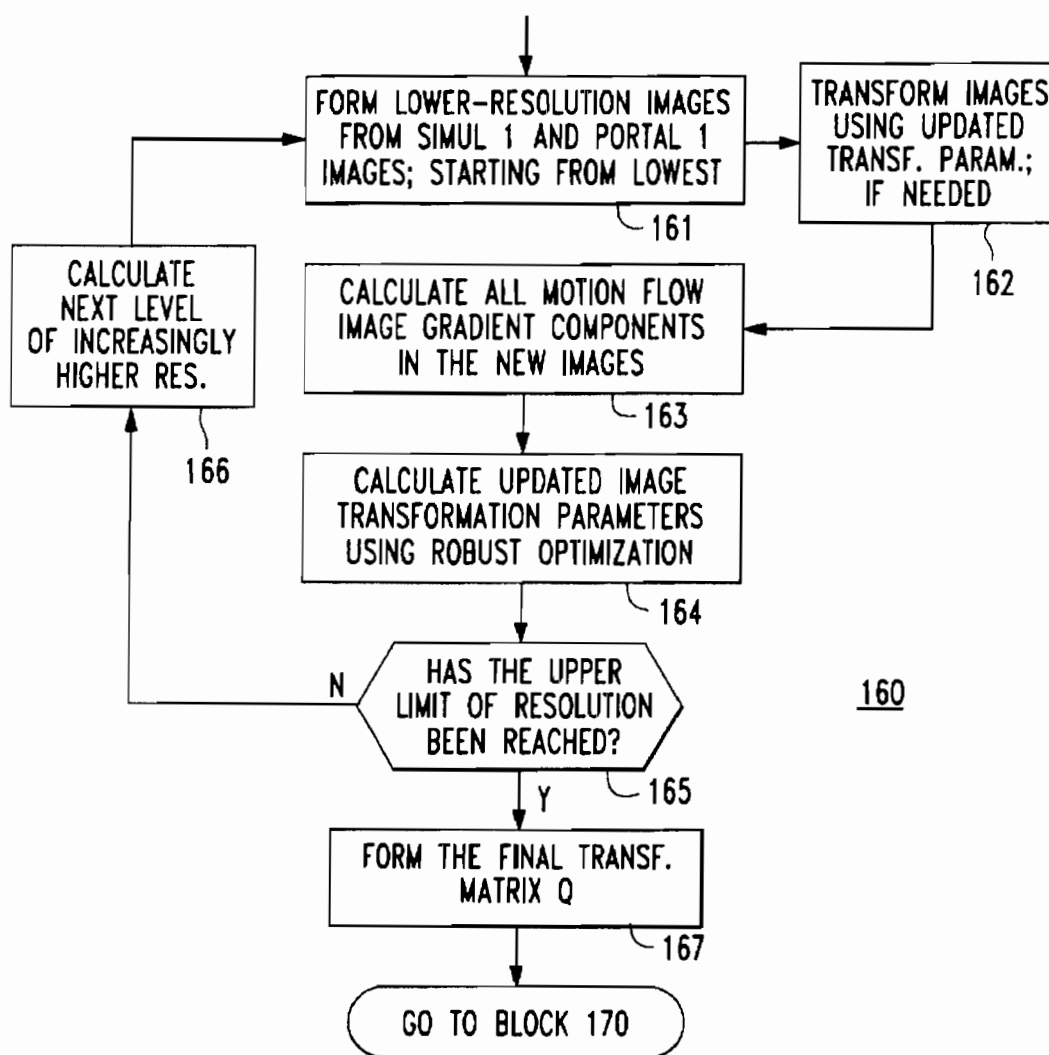 FORM LOWER-RESOLUTION IMAGES
FROM SIMUL 1 AND PORTAL 1
IMAGES; STARTING FROM LOWEST
161
TRANSFORM IMAGES
USING UPDATED
TRANSF. PARAM.;
IF NEEDED
162
CALCULATE
NEXT LEVEL
OF INCREASINGLY
HIGHER RES.
166
CALCULATE ALL MOTION FLOW
IMAGE GRADIENT COMPONENTS
IN THE NEW IMAGES
163
CALCULATE UPDATED IMAGE
TRANSFORMATION PARAMETERS
USING ROBUST OPTIMIZATION
164
HAS THE UPPER
LIMIT OF RESOLUTION
BEEN REACHED?
165
N
Y
160
FORM THE FINAL TRANSF.
MATRIX Q
167
GO TO BLOCK 170